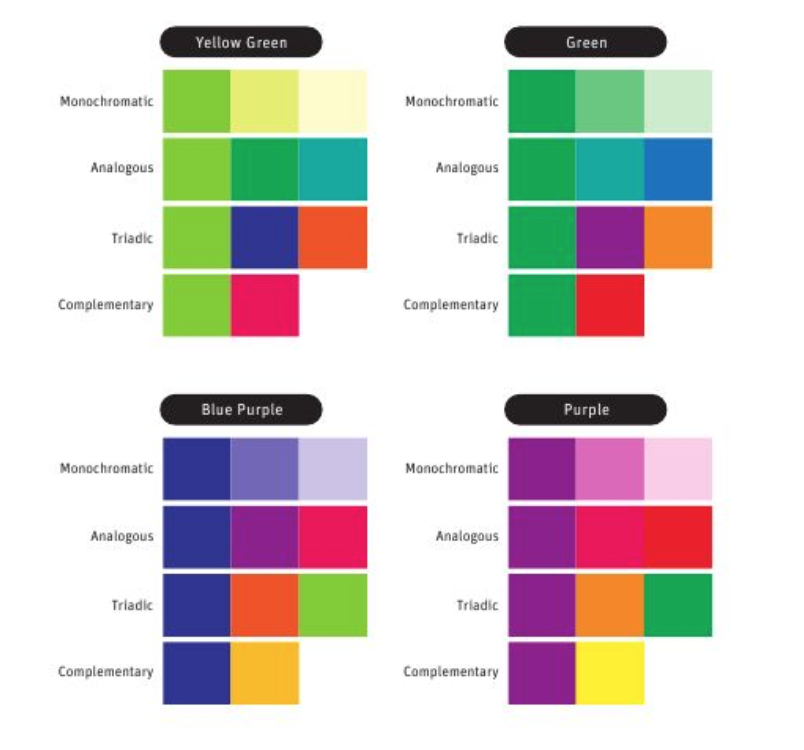 Yellow Green
Monochromatic
Analogous
Triadic
Complementary
Green
Monochromatic
Analogous
Triadic
Complementary
Blue Purple
Monochromatic
Analogous
Triadic
Complementary
Purple
Monochromatic
Analogous
Triadic
Complementary